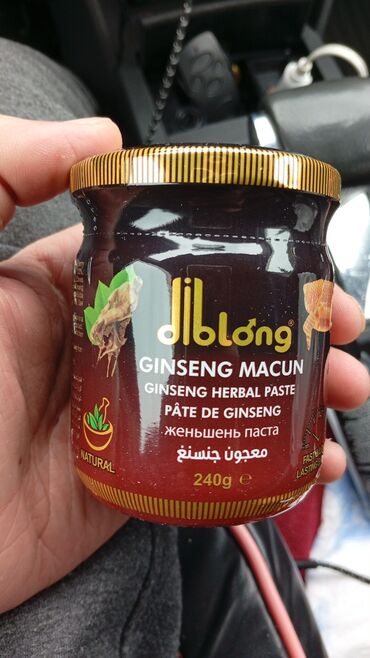 diblong®
GINSENG MACUN
GINSENG HERBAL PASTE
PÂTE DE GINSENG
женьшень паста
معجون جنسنغ
240g e
NATURAL